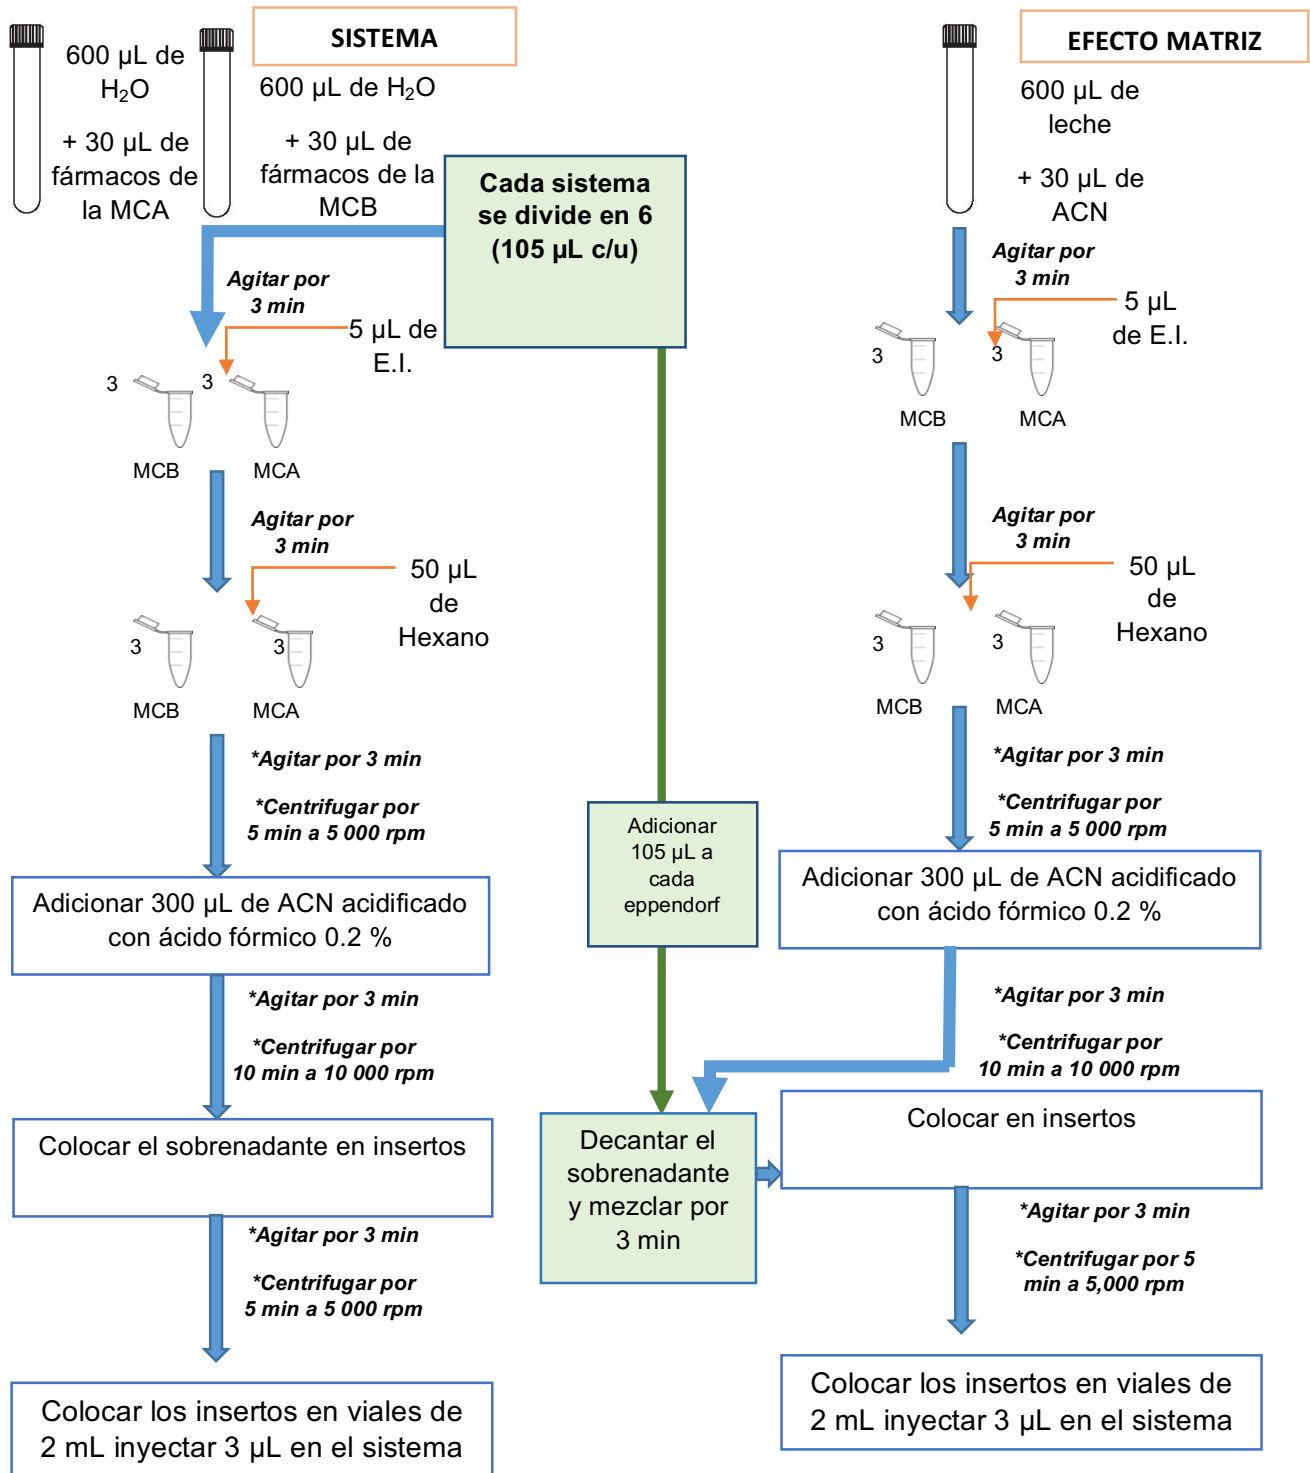 SISTEMA
600 µL de
H₂O
+ 30 µL de
fármacos de
la MCA
600 µL de H₂O
+ 30 µL de
fármacos de la
MCB
Cada sistema
se divide en 6
(105 µL c/u)
Agitar por
3 min
5 µL de
E.I.
3
3
MCB
MCA
Agitar por
3 min
50 µL
de
Hexano
3
3
MCB
MCA
*Agitar por 3 min
*Centrifugar por
5 min a 5 000 rpm
Adicionar 300 µL de ACN acidificado
con ácido fórmico 0.2 %
*Agitar por 3 min
*Centrifugar por
10 min a 10 000 rpm
Colocar el sobrenadante en insertos
*Agitar por 3 min
*Centrifugar por
5 min a 5 000 rpm
Colocar los insertos en viales de
2 mL inyectar 3 µL en el sistema
Adicionar
105 µL a
cada
eppendorf
Decantar el
sobrenadante
y mezclar por
3 min
EFECTO MATRIZ
600 µL de
leche
+ 30 µL de
ACN
Agitar por
3 min
5 µL
de E.I.
3
3
MCB
MCA
Agitar por
3 min
50 µL
de
Hexano
3
3
MCB
MCA
*Agitar por 3 min
*Centrifugar por
5 min a 5 000 rpm
Adicionar 300 µL de ACN acidificado
con ácido fórmico 0.2 %
*Agitar por 3 min
*Centrifugar por
10 min a 10 000 rpm
Colocar en insertos
*Agitar por 3 min
*Centrifugar por 5
min a 5,000 rpm
Colocar los insertos en viales de
2 mL inyectar 3 µL en el sistema